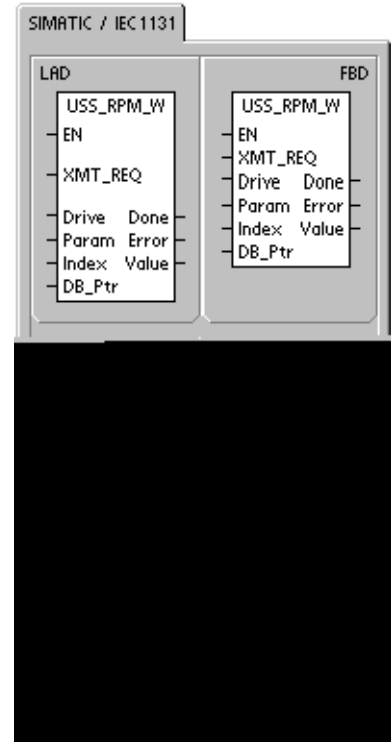 SIMATIC / IEC1131
LAD
USS_RPM_W
EN
XMT_REQ
Drive Done
Param Error
Index Value
DB_Ptr
FBD
USS_RPM_W
EN
XMT_REQ
Drive Done
Param Error
Index Value
DB_Ptr